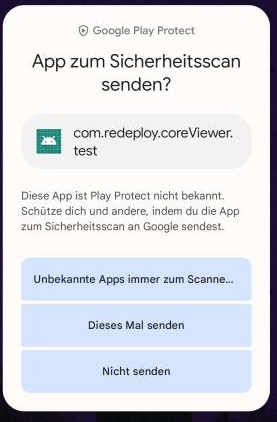 Google Play Protect
App zum Sicherheitsscan
senden?
com.redeploy.coreViewer.
test
Diese App ist Play Protect nicht bekannt.
Schütze dich und andere, indem du die App
zum Sicherheitsscan an Google sendest.
Unbekannte Apps immer zum Scanne...
Dieses Mal senden
Nicht senden